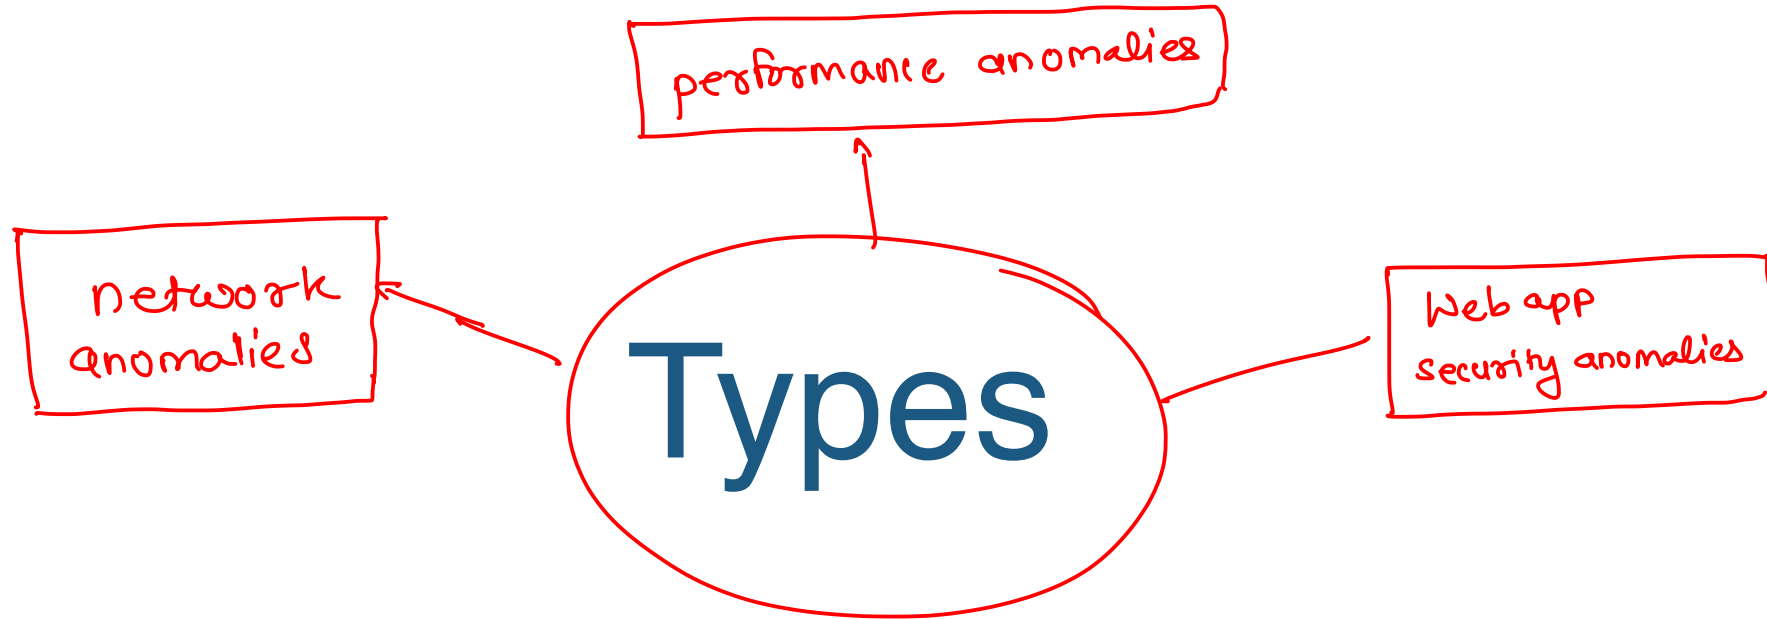 performance anomalies
network
anomalies
Web app
security anomalies
Types